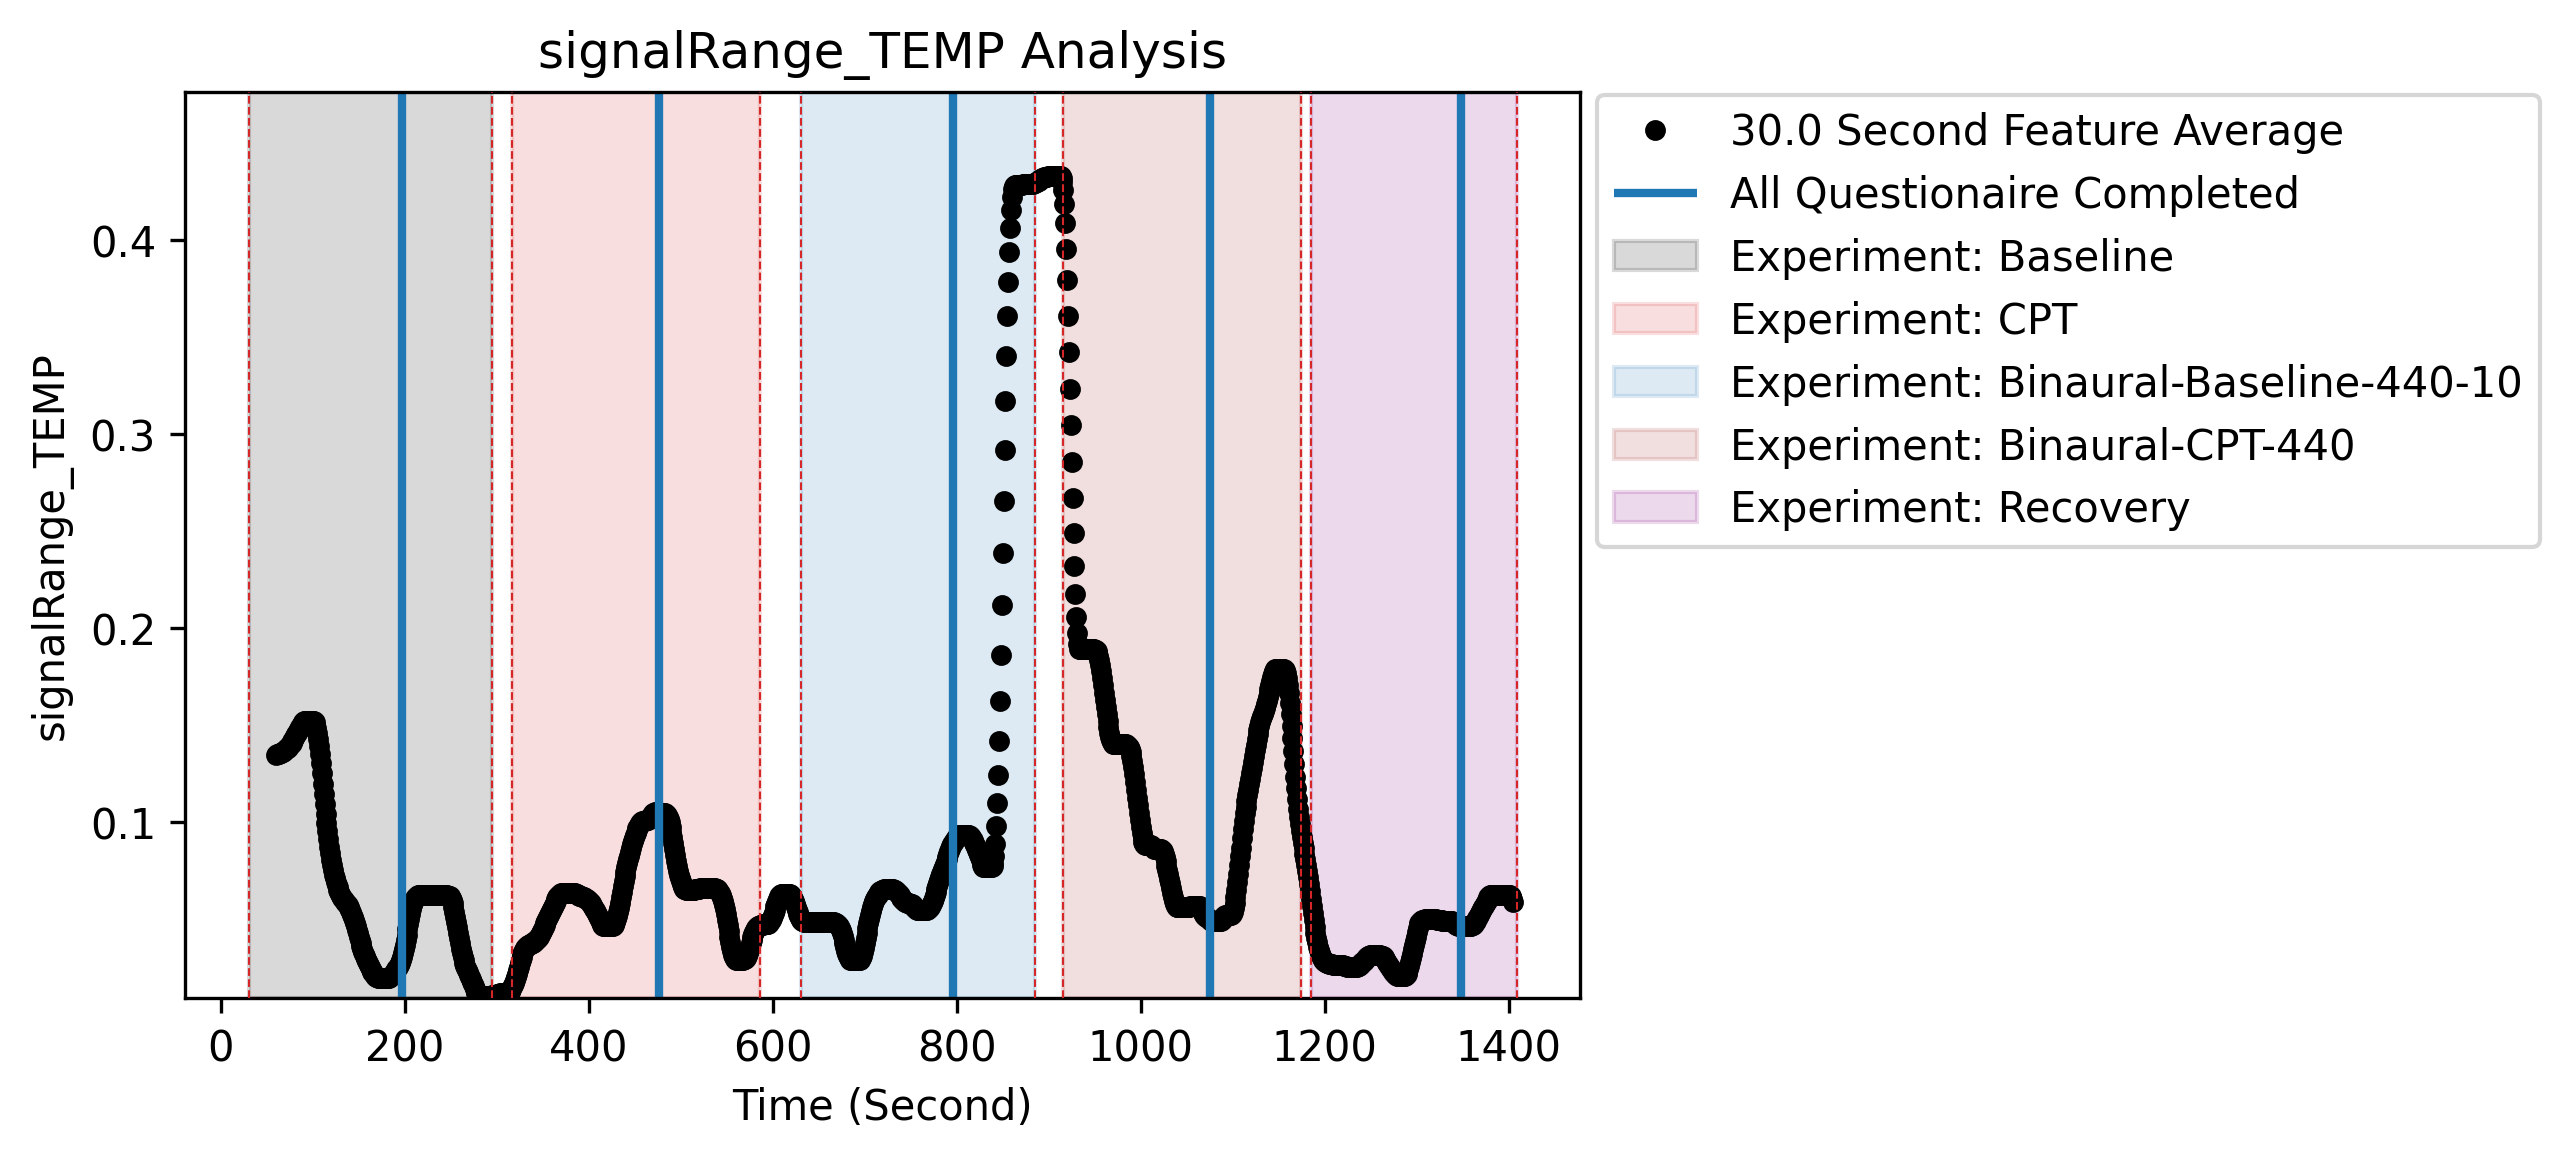 signalRange_TEMP Analysis
signalRange_TEMP
0.4
0.3
0.2
0.1
0 200 400 600 800 1000 1200 1400
Time (Second)
30.0 Second Feature Average
All Questionaire Completed
Experiment: Baseline
Experiment: CPT
Experiment: Binaural-Baseline-440-10
Experiment: Binaural-CPT-440
Experiment: Recovery